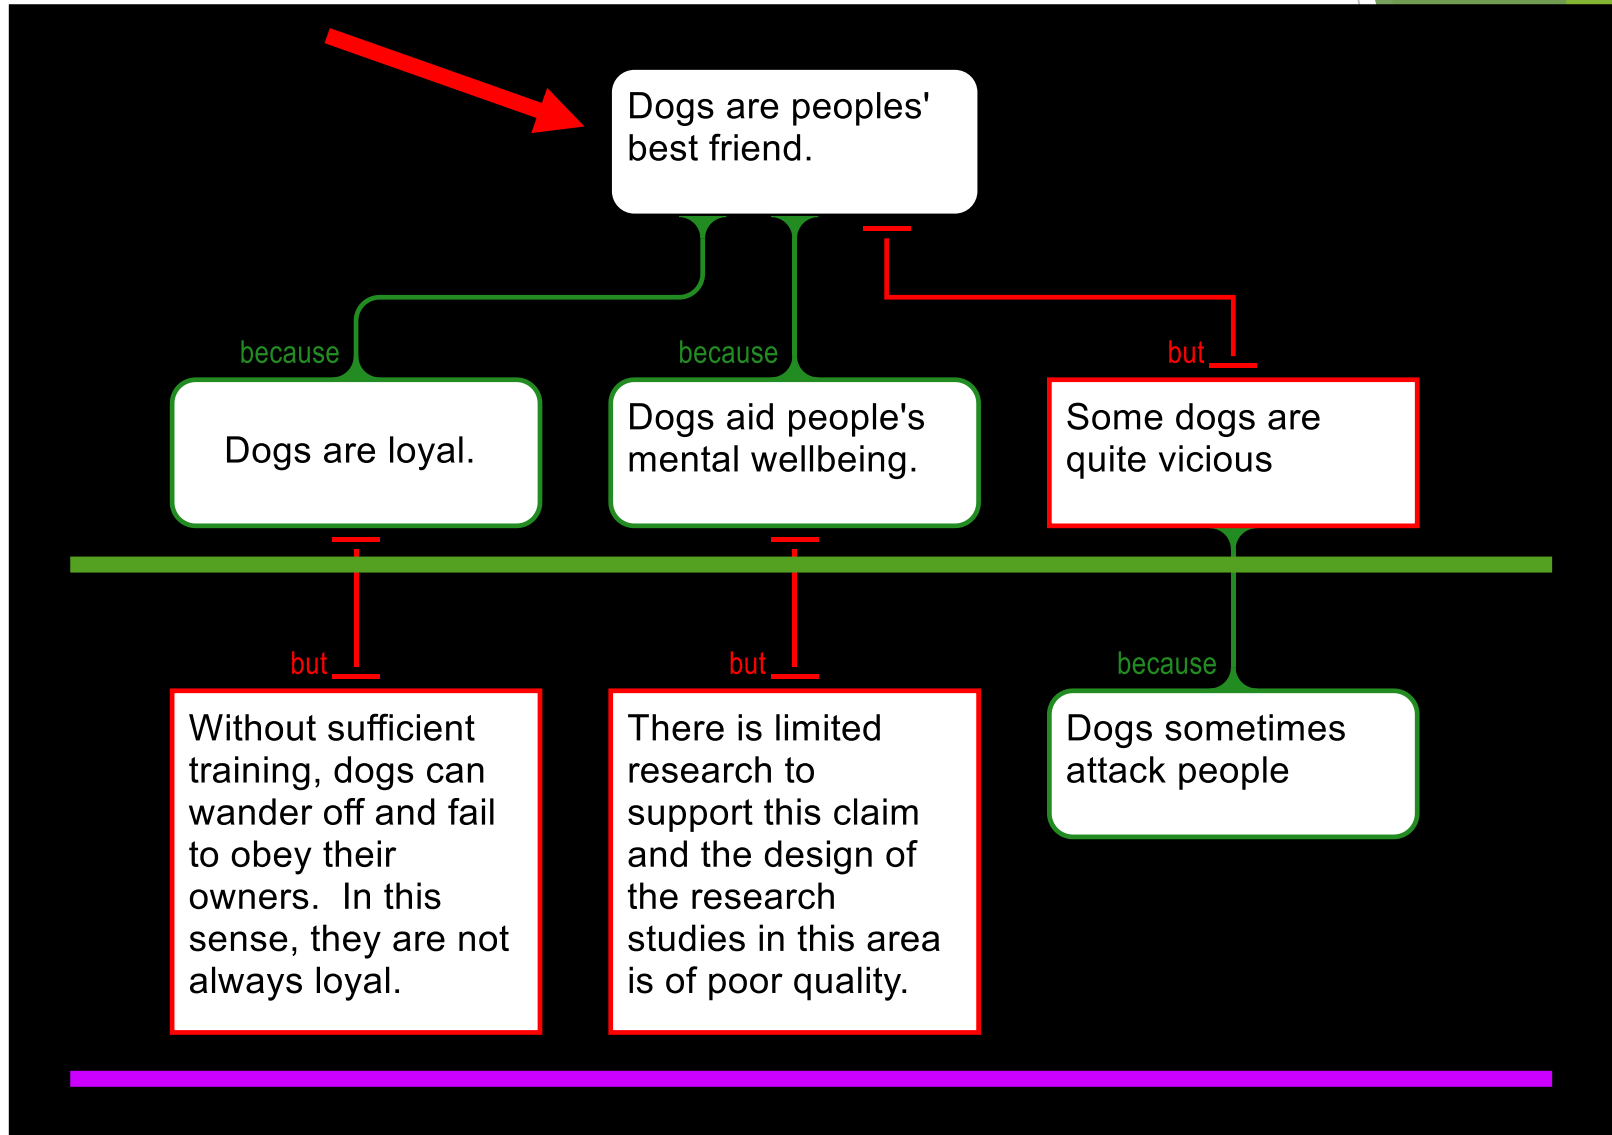 Dogs are peoples'
best friend.
because
because
but
Dogs are loyal.
Dogs aid people's
mental wellbeing.
Some dogs are
quite vicious
but
but
because
Without sufficient
training, dogs can
wander off and fail
to obey their
owners.  In this
sense, they are not
always loyal.
There is limited
research to
support this claim
and the design of
the research
studies in this area
is of poor quality.
Dogs sometimes
attack people